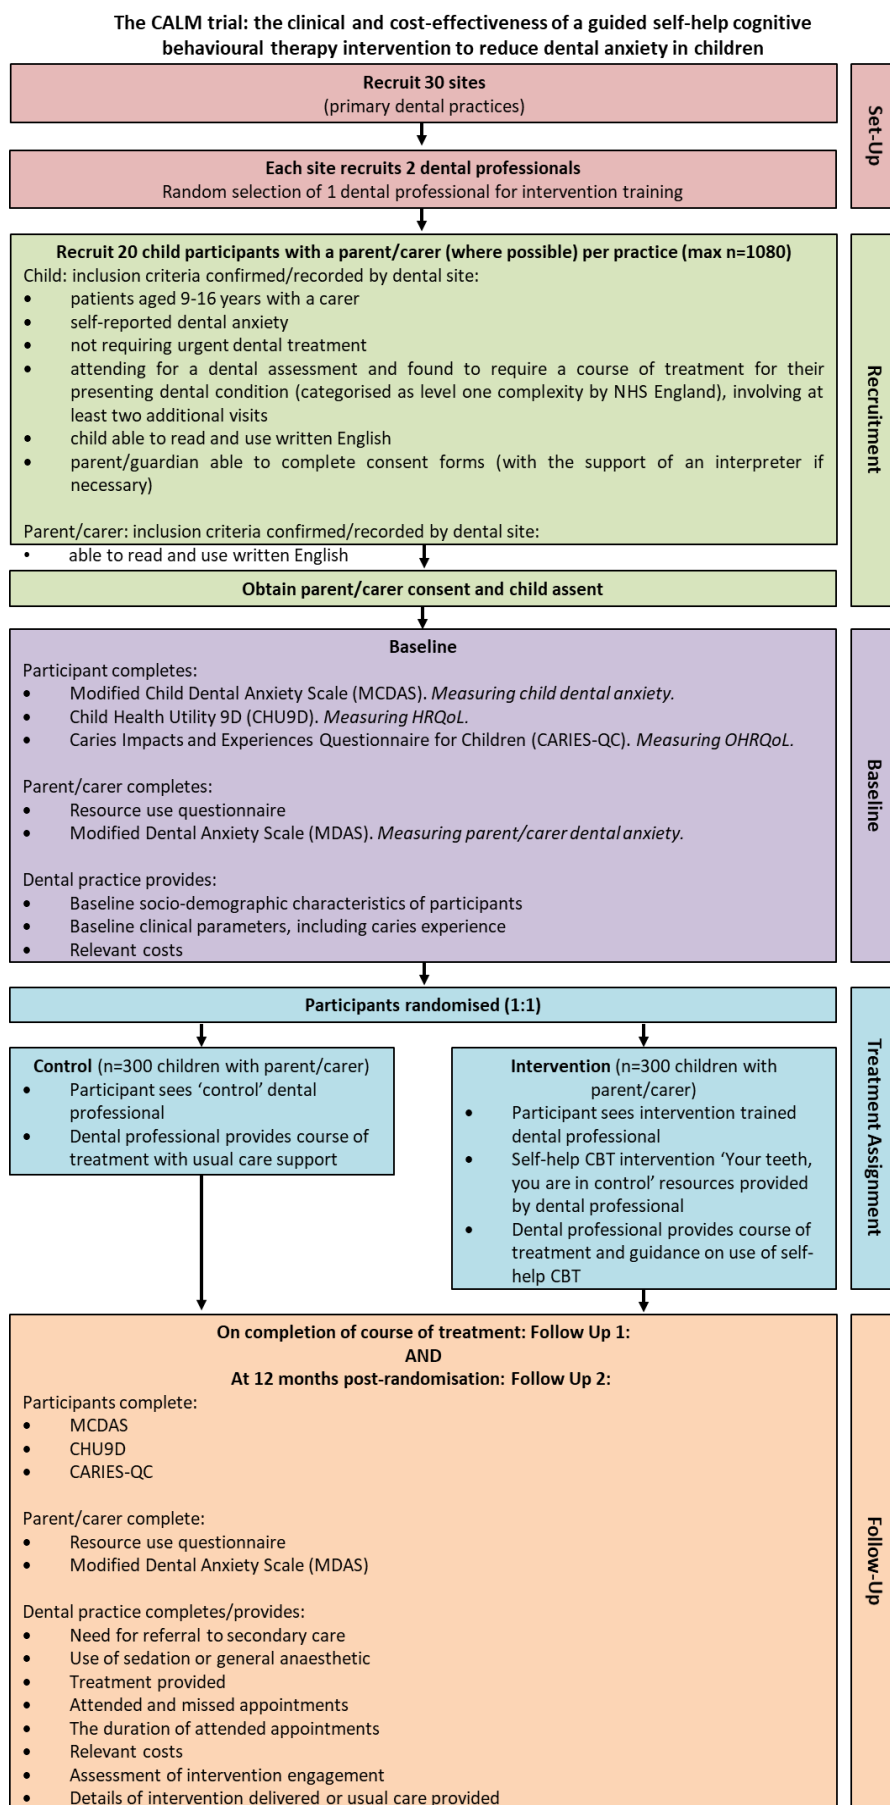 The CALM trial: the clinical and cost-effectiveness of a guided self-help cognitive
behavioural therapy intervention to reduce dental anxiety in children
Recruit 30 sites
(primary dental practices)
Set-Up
Each site recruits 2 dental professionals
Random selection of 1 dental professional for intervention training
Recruit 20 child participants with a parent/carer (where possible) per practice (max n=1080)
Child: inclusion criteria confirmed/recorded by dental site:
• patients aged 9-16 years with a carer
• self-reported dental anxiety
• not requiring urgent dental treatment
• attending for a dental assessment and found to require a course of treatment for their
presenting dental condition (categorised as level one complexity by NHS England), involving at
least two additional visits
• child able to read and use written English
• parent/guardian able to complete consent forms (with the support of an interpreter if
necessary)
Parent/carer: inclusion criteria confirmed/recorded by dental site:
• able to read and use written English
Recruitment
Obtain parent/carer consent and child assent
Baseline
Participant completes:
• Modified Child Dental Anxiety Scale (MCDAS). Measuring child dental anxiety.
• Child Health Utility 9D (CHU9D). Measuring HRQoL.
• Caries Impacts and Experiences Questionnaire for Children (CARIES-QC). Measuring OHRQoL.
Parent/carer completes:
• Resource use questionnaire
• Modified Dental Anxiety Scale (MDAS). Measuring parent/carer dental anxiety.
Dental practice provides:
• Baseline socio-demographic characteristics of participants
• Baseline clinical parameters, including caries experience
• Relevant costs
Baseline
Participants randomised (1:1)
Control (n=300 children with parent/carer)
• Participant sees ‘control’ dental
professional
• Dental professional provides course of
treatment with usual care support
Intervention (n=300 children with
parent/carer)
• Participant sees intervention trained
dental professional
• Self-help CBT intervention ‘Your teeth,
you are in control’ resources provided
by dental professional
• Dental professional provides course of
treatment and guidance on use of self-
help CBT
Treatment Assignment
On completion of course of treatment: Follow Up 1:
AND
At 12 months post-randomisation: Follow Up 2:
Participants complete:
• MCDAS
• CHU9D
• CARIES-QC
Parent/carer complete:
• Resource use questionnaire
• Modified Dental Anxiety Scale (MDAS)
Dental practice completes/provides:
• Need for referral to secondary care
• Use of sedation or general anaesthetic
• Treatment provided
• Attended and missed appointments
• The duration of attended appointments
• Relevant costs
• Assessment of intervention engagement
• Details of intervention delivered or usual care provided
Follow-Up